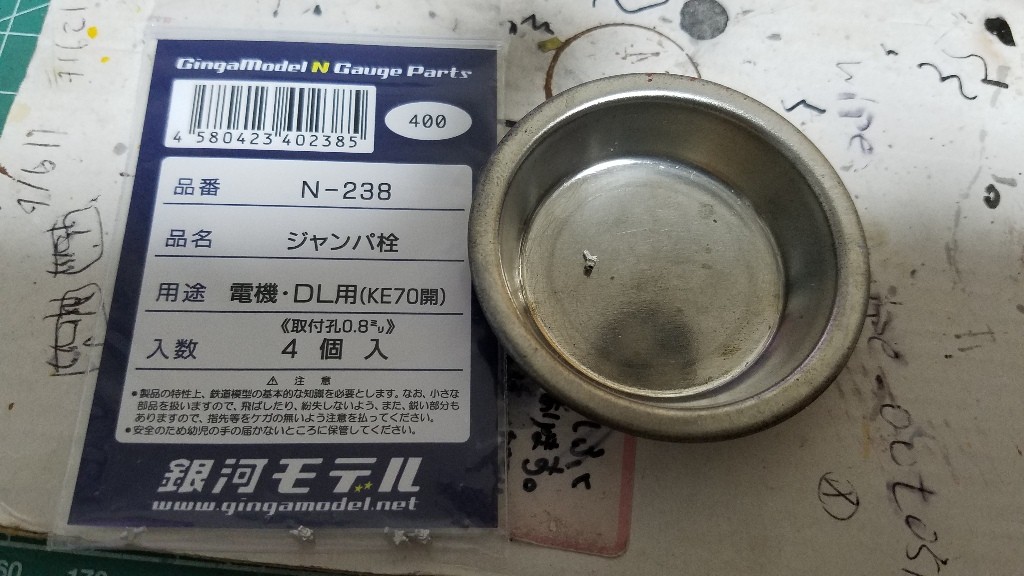 GingaModel N Gauge Parts
4 580423 402385
400
品番 N-238
品名 ジャンパ栓
用途 電機・DL用(KE70開)
《取付孔0.8㍉》
入数 4 個 入
⚠ 注 意
●製品の特性上、鉄道模型の基本的な知識を必要とします。なお、小さな
部品を扱いますので、飛ばしたり、紛失しないよう、また、鋭い部分も
ありますので、指先等をケガの無いよう注意を払ってください。
●安全のため幼児の手の届かないところに保管してください。
銀河モデル
www.gingamodel.net